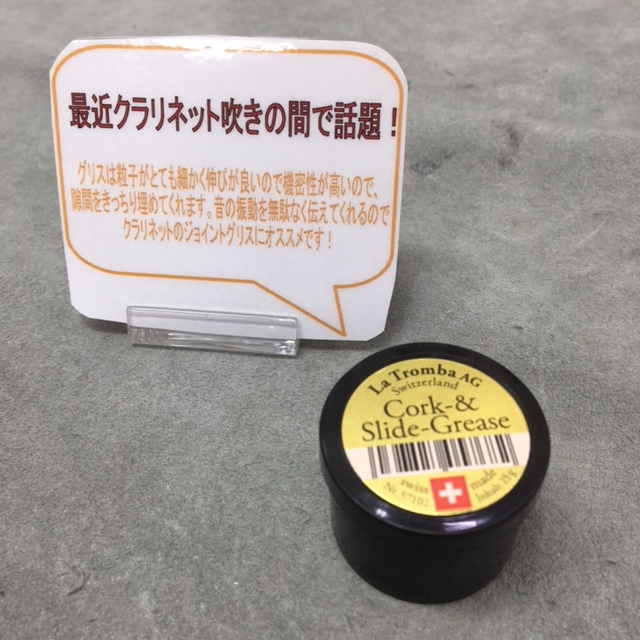 最近クラリネット吹きの間で話題！
グリスは粒子がとても細かく伸びが良いので機密性が高いので、
隙間をきっちり埋めてくれます。音の振動を無駄なく伝えてくれるので
クラリネットのジョイントグリスにオススメです！
La Tromba AG
Switzerland
Cork-&
Slide-Grease
swiss made
Nr. 57102 Inhalt: 15 g